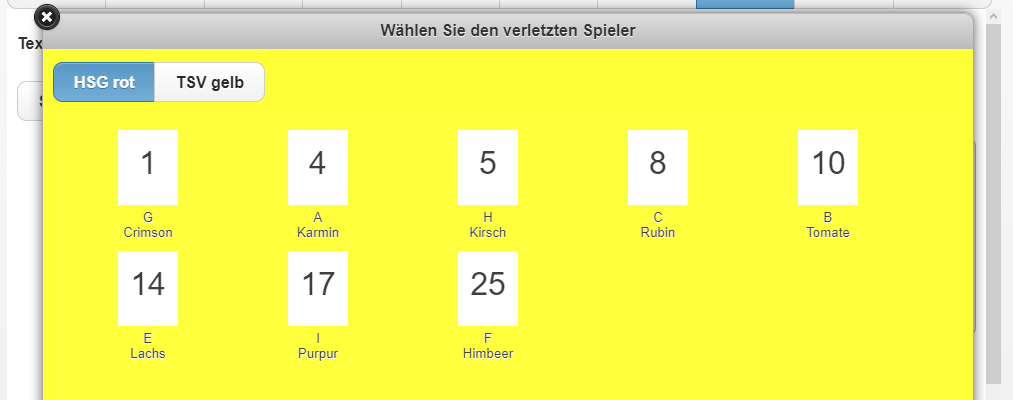 Wählen Sie den verletzten Spieler
Tex
HSG rot TSV gelb
1 4 5 8 10
G A H C B
Crimson Karmin Kirsch Rubin Tomate
14 17 25
E I F
Lachs Purpur Himbeer